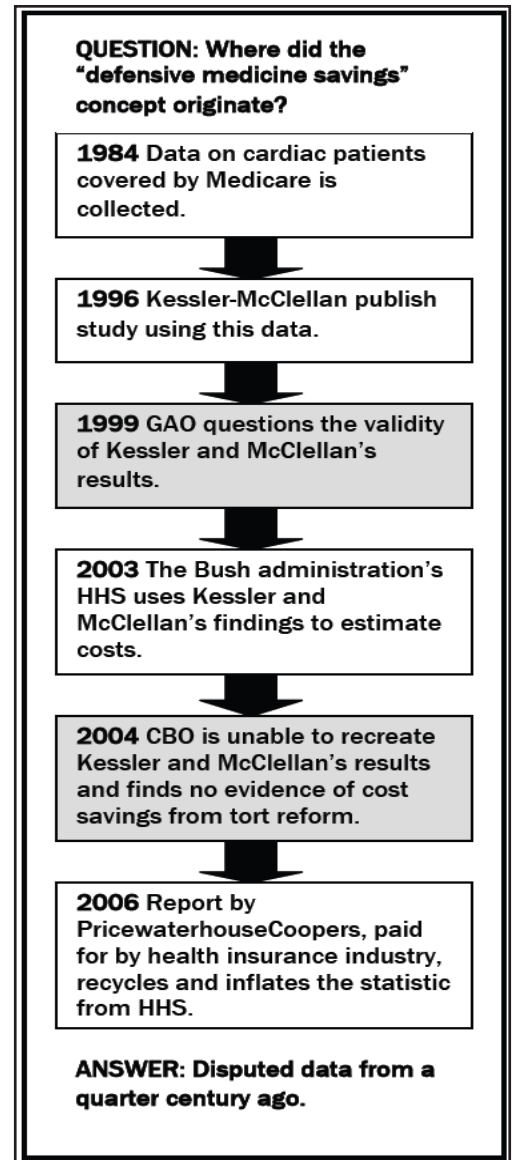 QUESTION: Where did the
“defensive medicine savings”
concept originate?
1984 Data on cardiac patients
covered by Medicare is
collected.
1996 Kessler-McClellan publish
study using this data.
1999 GAO questions the validity
of Kessler and McClellan’s
results.
2003 The Bush administration’s
HHS uses Kessler and
McClellan’s findings to estimate
costs.
2004 CBO is unable to recreate
Kessler and McClellan’s results
and finds no evidence of cost
savings from tort reform.
2006 Report by
PricewaterhouseCoopers, paid
for by health insurance industry,
recycles and inflates the statistic
from HHS.
ANSWER: Disputed data from a
quarter century ago.